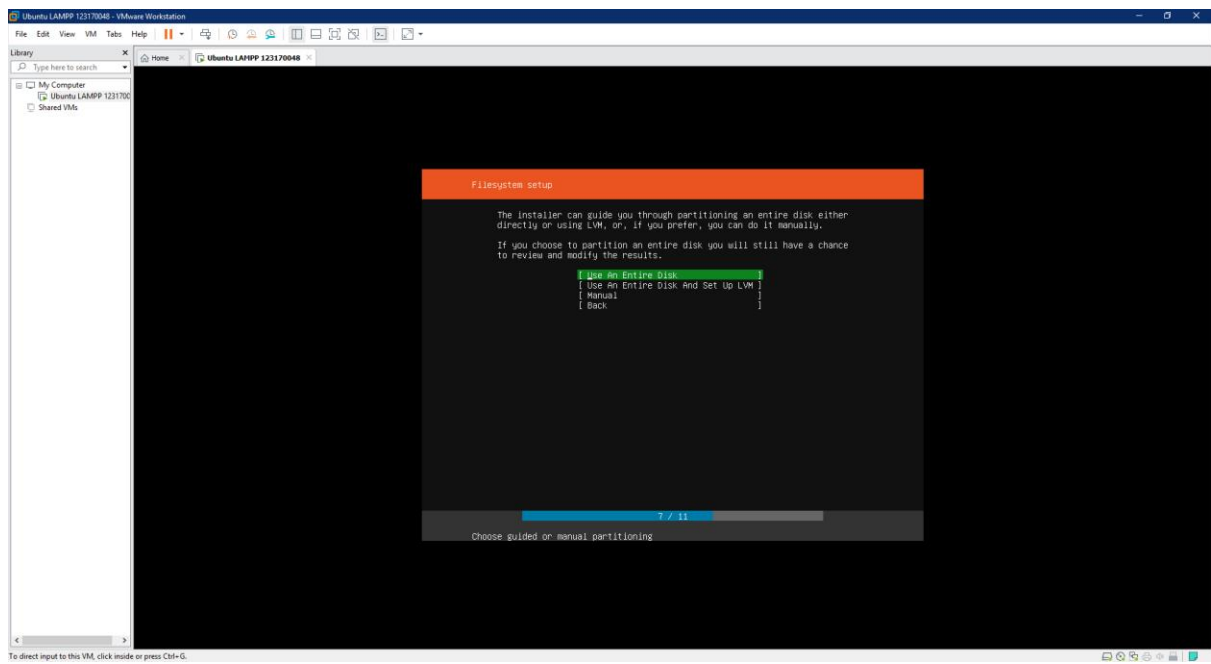 Ubuntu LAMPP 123170048 - VMware Workstation
File Edit View VM Tabs Help
Library
Home
Ubuntu LAMPP 123170048
Type here to search
My Computer
Ubuntu LAMPP 1231700
Shared VMs
Filesystem setup
The installer can guide you through partitioning an entire disk either
directly or using LVM, or, if you prefer, you can do it manually.
If you choose to partition an entire disk you will still have a chance
to review and modify the results.
[ Use An Entire Disk ]
[ Use An Entire Disk And Set Up LVM ]
[ Manual ]
[ Back ]
7 / 11
Choose guided or manual partitioning
To direct input to this VM, click inside or press Ctrl+G.